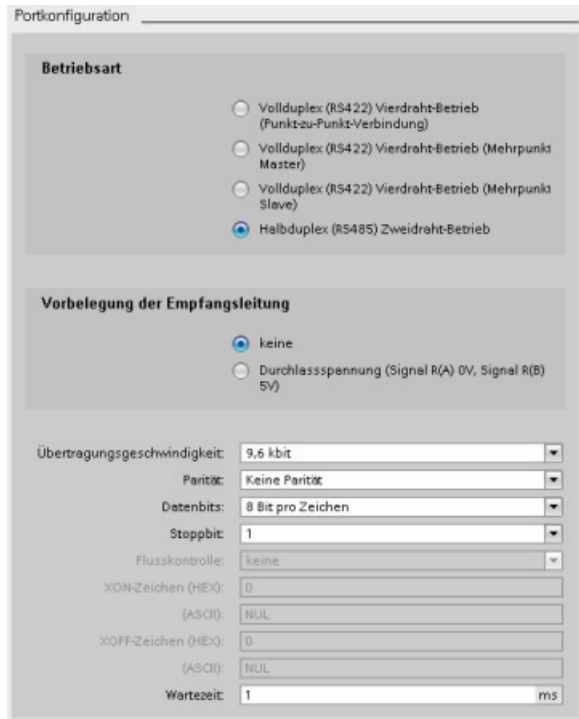 Portkonfiguration
Betriebsart
Vollduplex (RS422) Vierdraht-Betrieb
(Punkt-zu-Punkt-Verbindung)
Vollduplex (RS422) Vierdraht-Betrieb (Mehrpunkt
Master)
Vollduplex (RS422) Vierdraht-Betrieb (Mehrpunkt
Slave)
Halbduplex (RS485) Zweidraht-Betrieb
Vorbelegung der Empfangsleitung
keine
Durchlassspannung (Signal R(A) 0V, Signal R(B)
5V)
Übertragungsgeschwindigkeit: 9,6 kbit
Parität: Keine Parität
Datenbits: 8 Bit pro Zeichen
Stoppbit: 1
Flusskontrolle: keine
XON-Zeichen (HEX): 0
(ASCII): NUL
XOFF-Zeichen (HEX): 0
(ASCII): NUL
Wartezeit: 1 ms